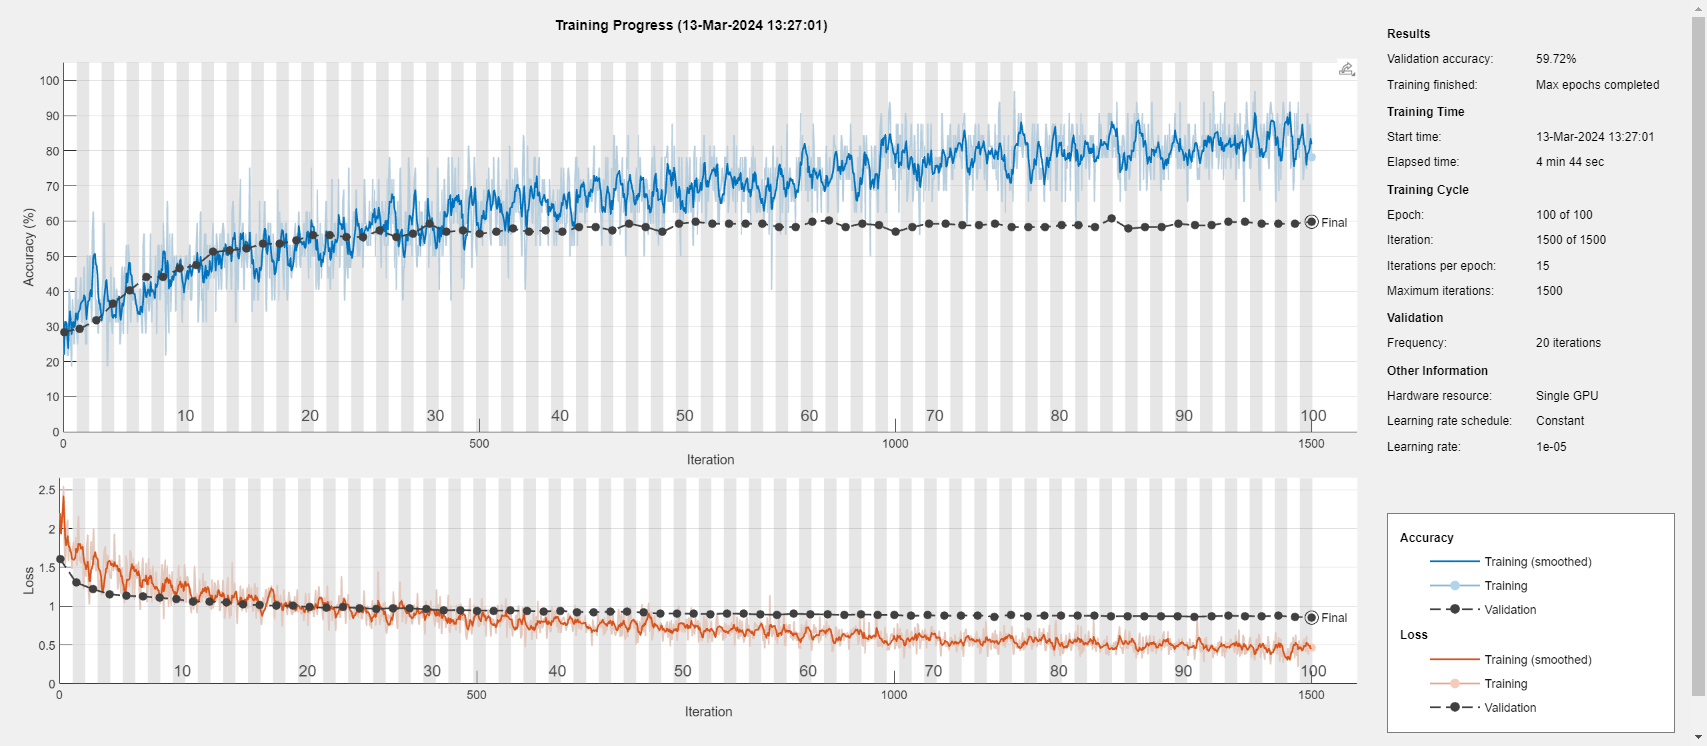 Training Progress (13-Mar-2024 13:27:01)
100
90
80
70
60
50
40
30
20
10
0
Accuracy (%)
Final
10 20 30 40 50 60 70 80 90 100
0 500 1000 1500
Iteration
2.5
2
1.5
1
0.5
0
Loss
Final
10 20 30 40 50 60 70 80 90 100
0 500 1000 1500
Iteration
Results
Validation accuracy: 59.72%
Training finished: Max epochs completed
Training Time
Start time: 13-Mar-2024 13:27:01
Elapsed time: 4 min 44 sec
Training Cycle
Epoch: 100 of 100
Iteration: 1500 of 1500
Iterations per epoch: 15
Maximum iterations: 1500
Validation
Frequency: 20 iterations
Other Information
Hardware resource: Single GPU
Learning rate schedule: Constant
Learning rate: 1e-05
Accuracy
Training (smoothed)
Training
Validation
Loss
Training (smoothed)
Training
Validation